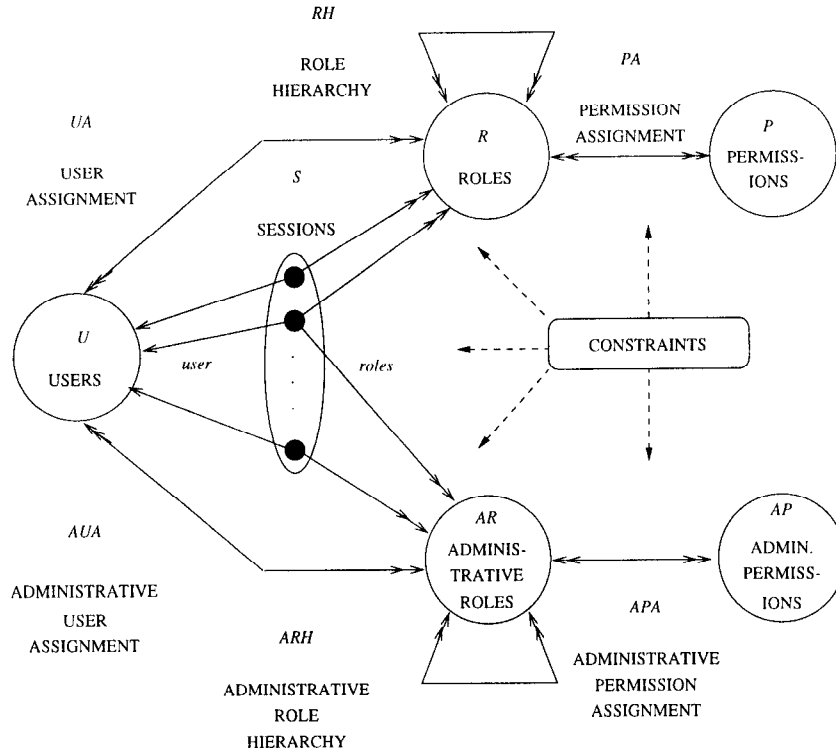 RH
ROLE
HIERARCHY
PA
PERMISSION
ASSIGNMENT
UA
USER
ASSIGNMENT
S
SESSIONS
R
ROLES
P
PERMISS-
IONS
U
USERS
user
roles
CONSTRAINTS
AUA
ADMINISTRATIVE
USER
ASSIGNMENT
AR
ADMINIS-
TRATIVE
ROLES
AP
ADMIN.
PERMISS-
IONS
ARH
ADMINISTRATIVE
ROLE
HIERARCHY
APA
ADMINISTRATIVE
PERMISSION
ASSIGNMENT